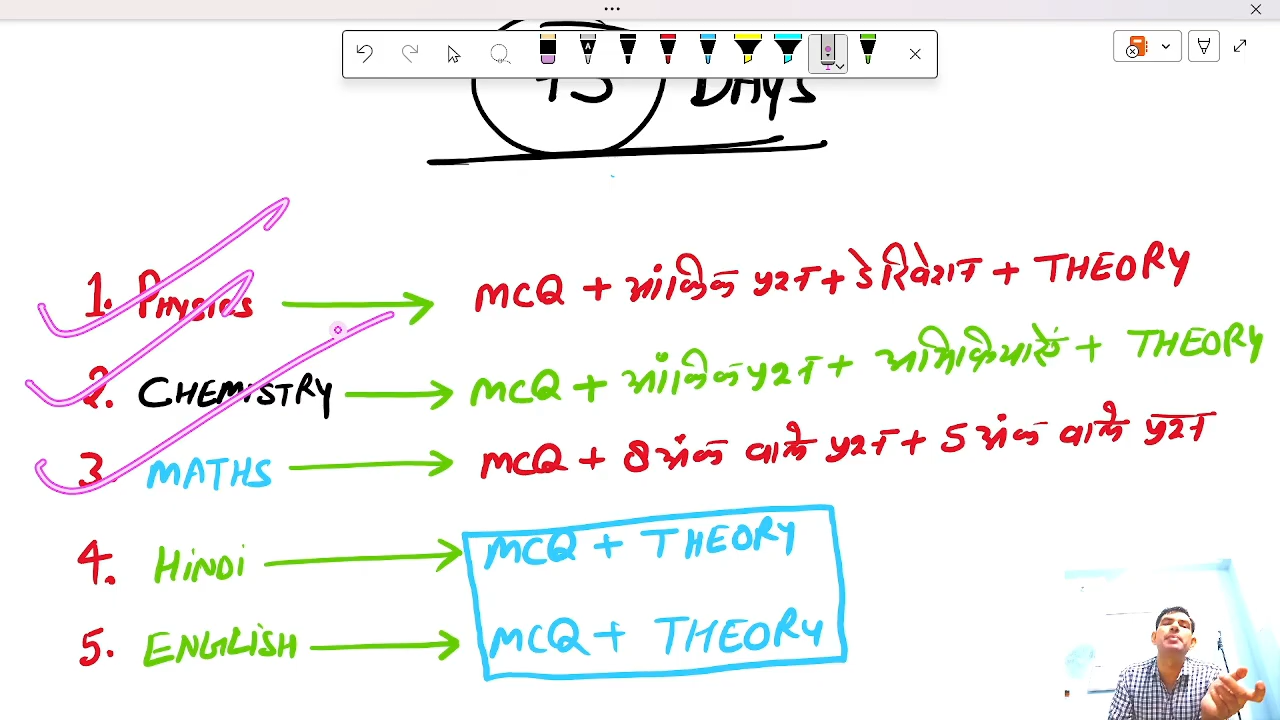 DAYS
1. PHYSICS → MCQ + आंकिक प्रश्न + डेरिवेशन + THEORY
2. CHEMISTRY → MCQ + आंकिक प्रश्न + अभिक्रियाएं + THEORY
3. MATHS → MCQ + 8 अंक वाले प्रश्न + 5 अंक वाले प्रश्न
4. HINDI → MCQ + THEORY
5. ENGLISH → MCQ + THEORY